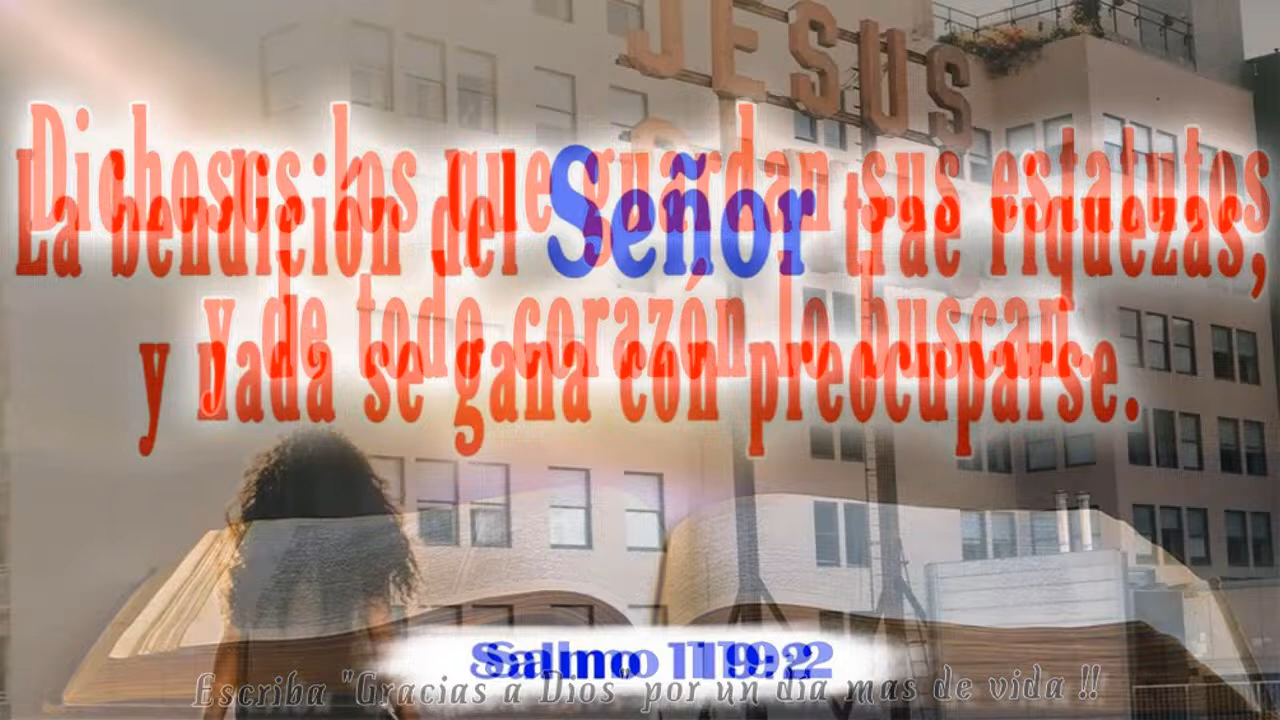 JESUS
Dichosos los que guardan sus estatutos
La bendición del Señor trae riquezas,
y de todo corazón lo buscan.
y nada se gana con preocuparse.
Salmo 119:2
Escriba "Gracias a Dios" por un dia mas de vida !!